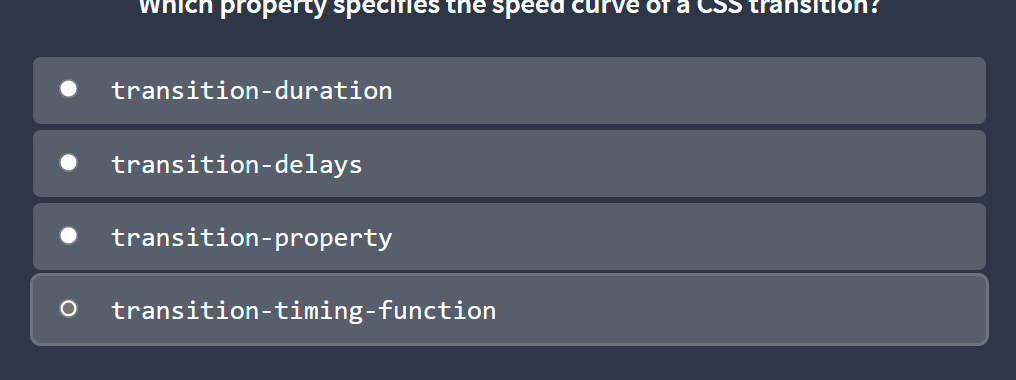 Which property specifies the speed curve of a CSS transition?
transition-duration
transition-delays
transition-property
transition-timing-function